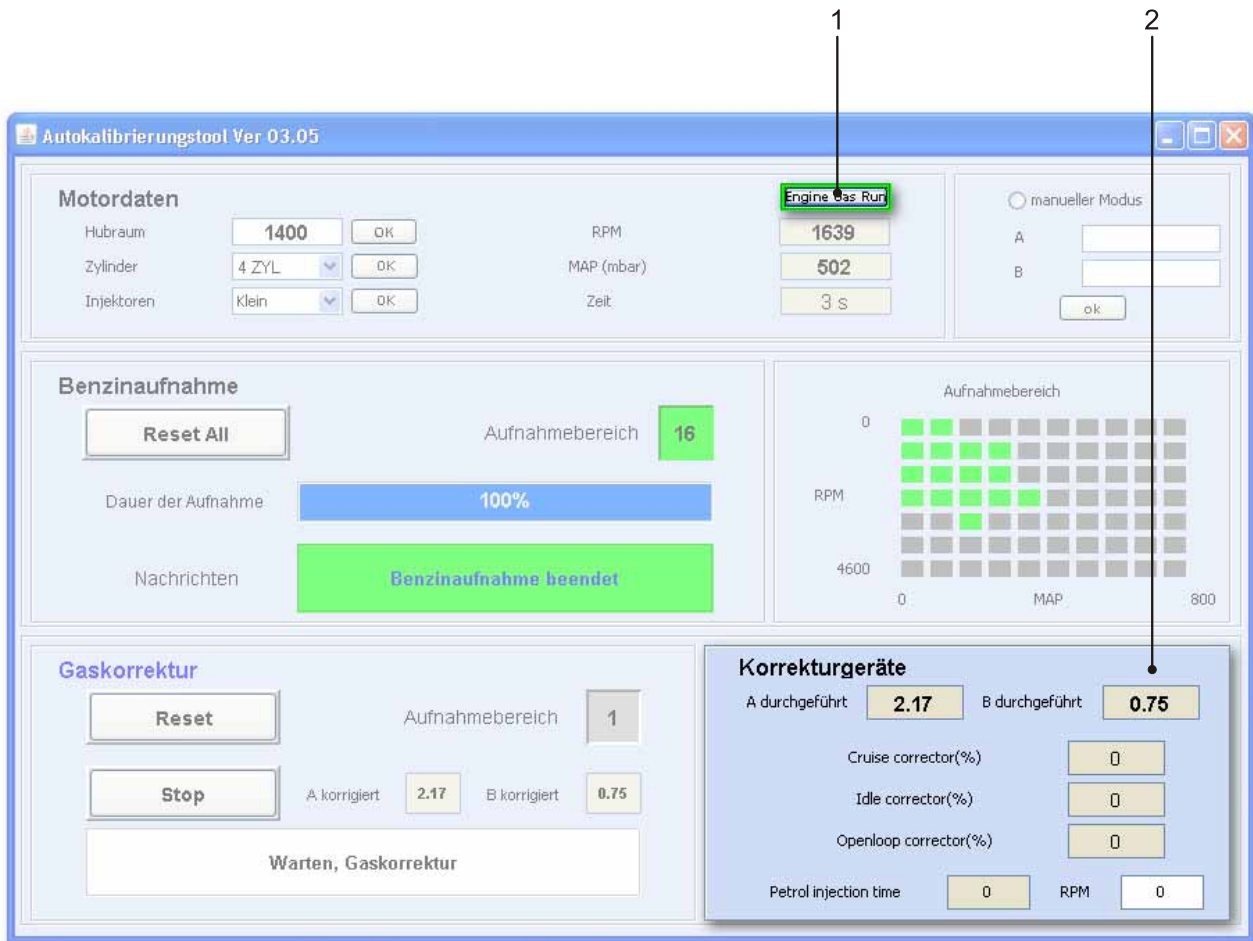 1 2
Autokalibrierungstool Ver 03.05
Motordaten
Engine Gas Run
Hubraum 1400 OK RPM 1639
Zylinder 4 ZYL OK MAP (mbar) 502
Injektoren Klein OK Zeit 3 s
manueller Modus
A
B
ok
Benzinaufnahme
Reset All Aufnahmebereich 16
Dauer der Aufnahme 100%
Nachrichten Benzinaufnahme beendet
Aufnahmebereich
0
RPM
4600
0 MAP 800
Gaskorrektur
Reset Aufnahmebereich 1
Stop A korrigiert 2.17 B korrigiert 0.75
Warten, Gaskorrektur
Korrekturgeräte
A durchgeführt 2.17 B durchgeführt 0.75
Cruise corrector(%) 0
Idle corrector(%) 0
Openloop corrector(%) 0
Petrol injection time 0 RPM 0